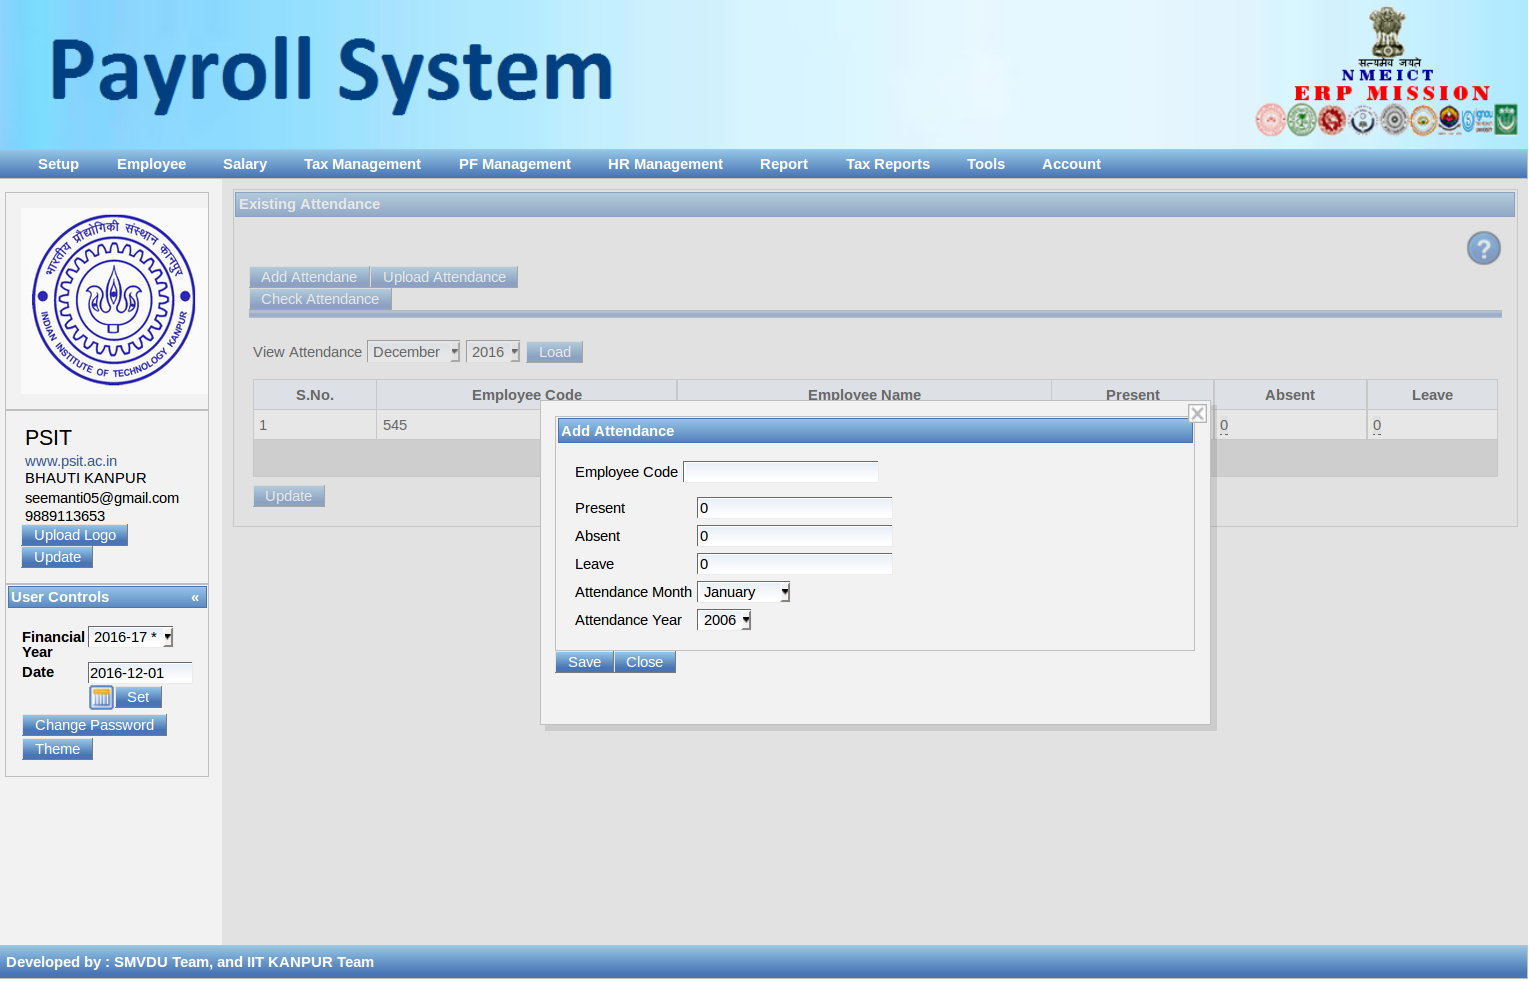 Payroll System
सत्यमेव जयते
NMEICT
ERP MISSION
Setup Employee Salary Tax Management PF Management HR Management Report Tax Reports Tools Account
भारतीय प्रौद्योगिकी संस्थान कानपुर
INDIAN INSTITUTE OF TECHNOLOGY KANPUR
PSIT
www.psit.ac.in
BHAUTI KANPUR
seemanti05@gmail.com
9889113653
Upload Logo
Update
User Controls «
Financial Year 2016-17 *
Date 2016-12-01
Set
Change Password
Theme
Existing Attendance
?
Add Attendane Upload Attendance
Check Attendance
View Attendance December 2016 Load
S.No. Employee Code Employee Name Present Absent Leave
1 545 0 0
Update
Add Attendance
Employee Code
Present 0
Absent 0
Leave 0
Attendance Month January
Attendance Year 2006
Save Close
Developed by : SMVDU Team, and IIT KANPUR Team